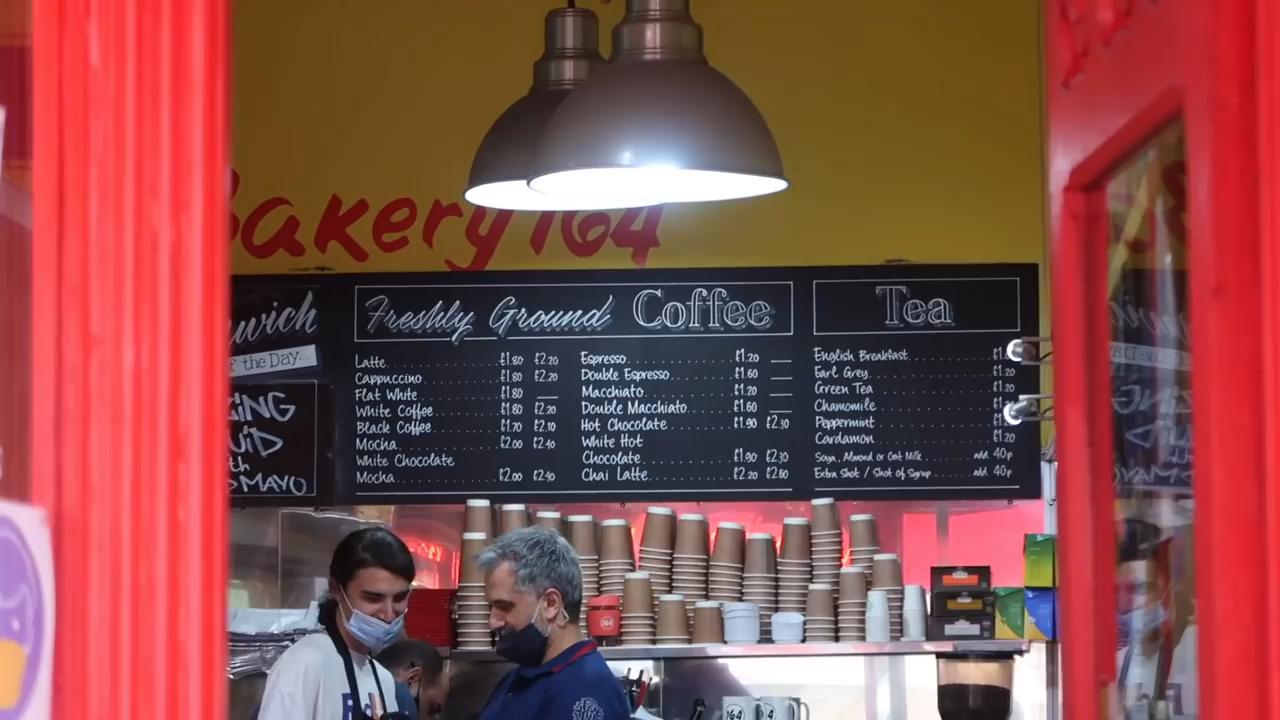 Bakery 164
wich
f the Day...
MAYO
Freshly Ground Coffee
Latte £1.80 £2.20
Cappuccino £1.80 £2.20
Flat White £1.80
White Coffee £1.80 £2.20
Black Coffee £1.70 £2.10
Mocha £2.00 £2.40
White Chocolate
Mocha £2.00 £2.40
Espresso £1.20
Double Espresso £1.60
Macchiato £1.20
Double Macchiato £1.60
Hot Chocolate £1.90 £2.30
White Hot
Chocolate £1.90 £2.30
Chai Latte £2.20 £2.60
Tea
English Breakfast
Earl Grey £1.20
Green Tea £1.20
Chamomile
Peppermint
Cardamon £1.20
Soya, Almond or Oat Milk add 40p
Extra Shot / Shot of Syrup add 40p
164
164